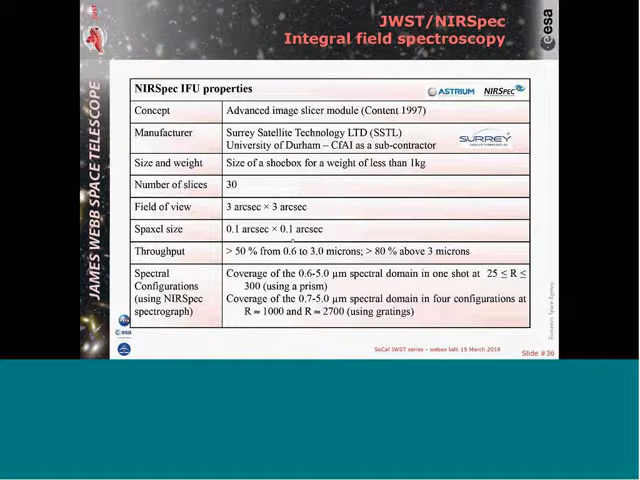 JWST/NIRSpec
Integral field spectroscopy
esa
JAMES WEBB SPACE TELESCOPE
NIRSpec IFU properties
ASTRIUM NIRSPEC
Concept Advanced image slicer module (Content 1997)
Manufacturer Surrey Satellite Technology LTD (SSTL)
University of Durham – CfAI as a sub-contractor
SURREY
Size and weight Size of a shoebox for a weight of less than 1kg
Number of slices 30
Field of view 3 arcsec × 3 arcsec
Spaxel size 0.1 arcsec × 0.1 arcsec
Throughput > 50 % from 0.6 to 3.0 microns; > 80 % above 3 microns
Spectral Coverage of the 0.6-5.0 µm spectral domain in one shot at 25 ≤ R ≤
Configurations 300 (using a prism)
(using NIRSpec Coverage of the 0.7-5.0 µm spectral domain in four configurations at
spectrograph) R ≈ 1000 and R ≈ 2700 (using gratings)
European Space Agency
esa
SoCal JWST series - webex talk 15 March 2016
Slide #36